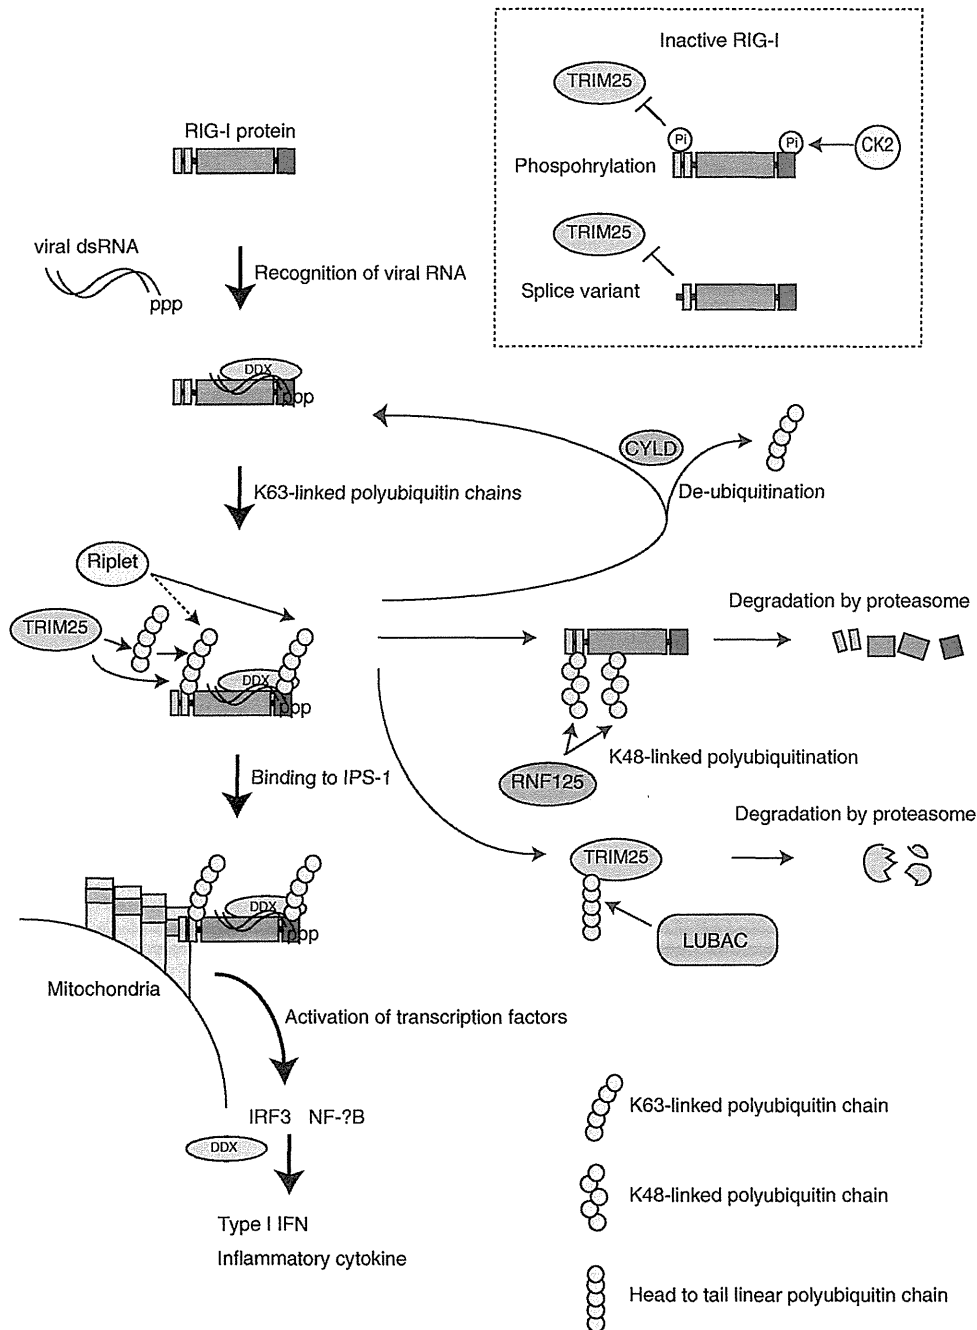 Inactive RIG-I
TRIM25
Pi
Pi
CK2
Phospohrylation
TRIM25
Splice variant
RIG-I protein
viral dsRNA
ppp
Recognition of viral RNA
DDX
ppp
K63-linked polyubiquitin chains
CYLD
De-ubiquitination
Riplet
TRIM25
DDX
ppp
Degradation by proteasome
K48-linked polyubiquitination
RNF125
Binding to IPS-1
Degradation by proteasome
TRIM25
LUBAC
DDX
ppp
Mitochondria
Activation of transcription factors
IRF3 NF-?B
DDX
Type I IFN
Inflammatory cytokine
K63-linked polyubiquitin chain
K48-linked polyubiquitin chain
Head to tail linear polyubiquitin chain